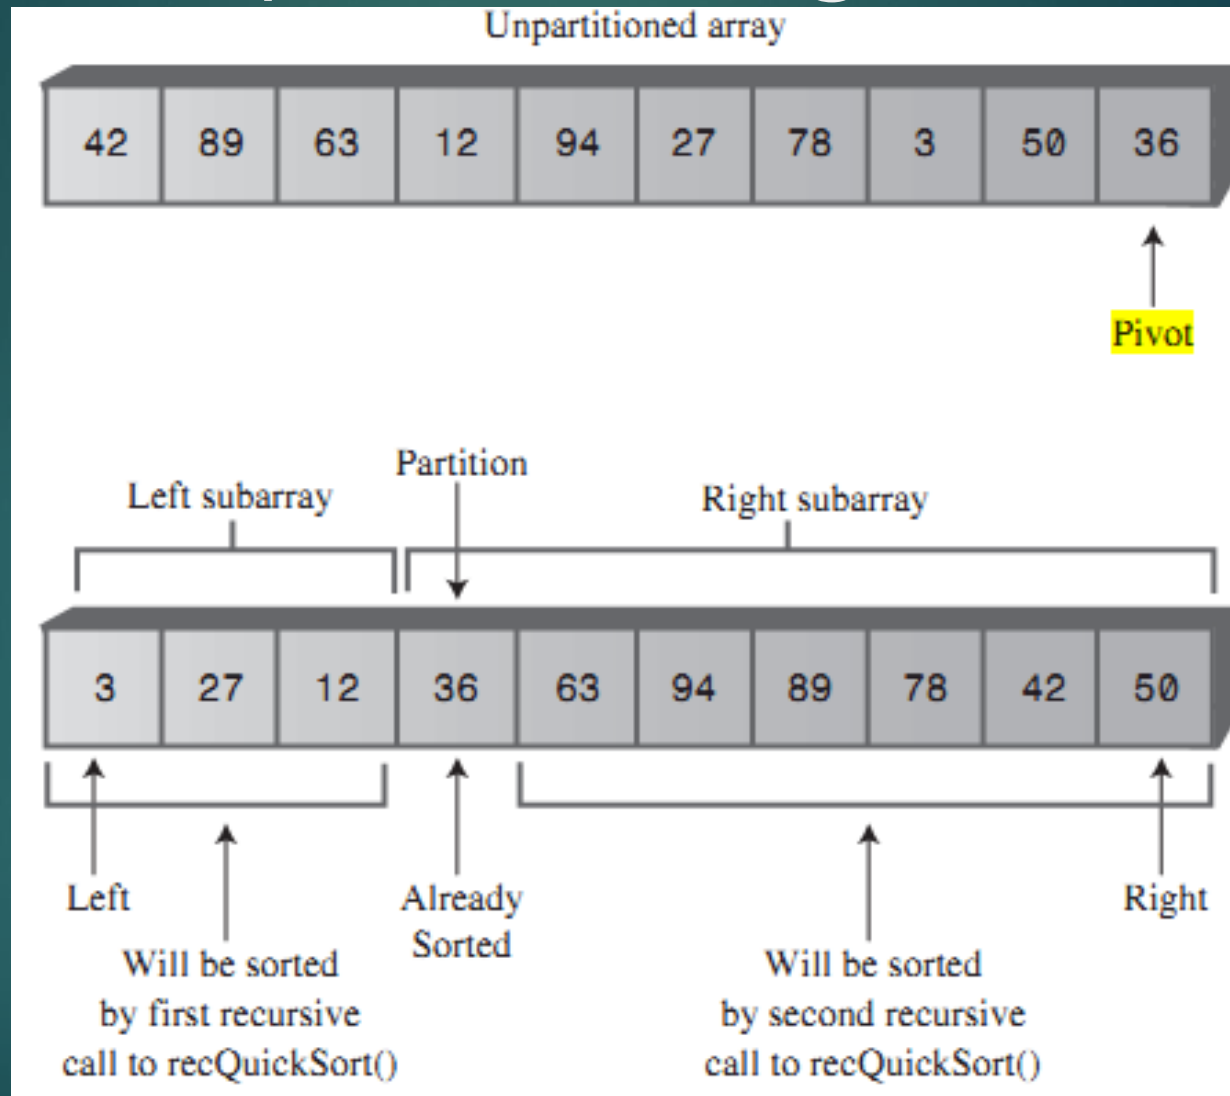 Unpartitioned array
42 89 63 12 94 27 78 3 50 36
Pivot
Partition
Left subarray Right subarray
3 27 12 36 63 94 89 78 42 50
Left Already Right
Sorted
Will be sorted Will be sorted
by first recursive by second recursive
call to recQuickSort() call to recQuickSort()